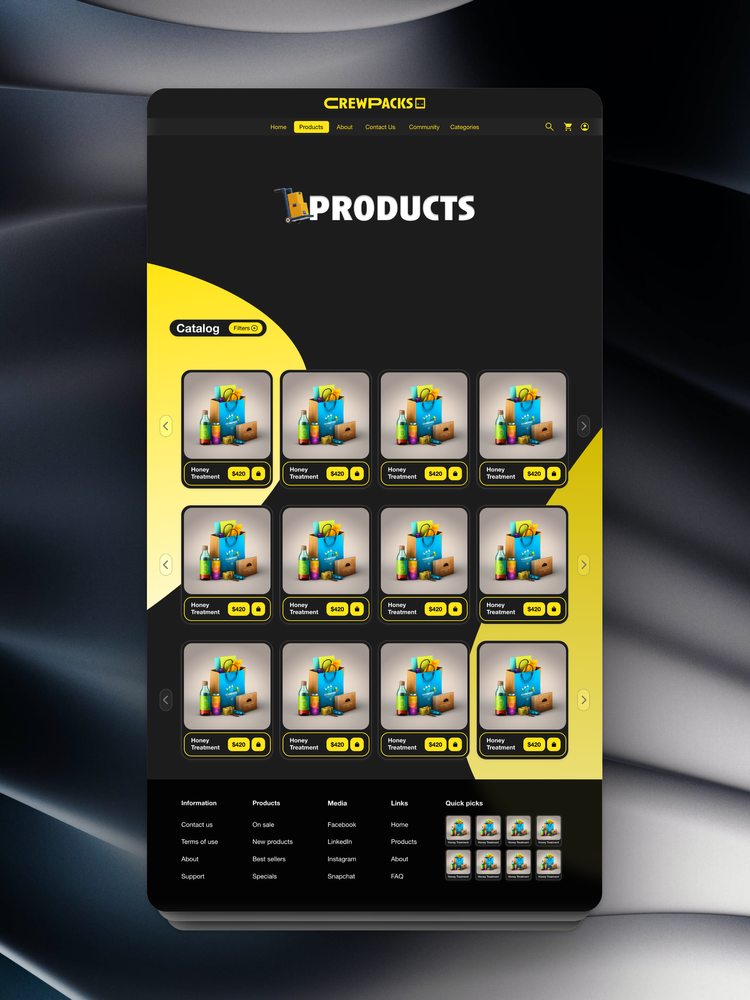 CREWPACKS
Home Products About Contact Us Community Categories
PRODUCTS
Catalog Filters
Honey Treatment $420 Honey Treatment $420 Honey Treatment $420 Honey Treatment $420
Honey Treatment $420 Honey Treatment $420 Honey Treatment $420 Honey Treatment $420
Honey Treatment $420 Honey Treatment $420 Honey Treatment $420 Honey Treatment $420
Information Products Media Links Quick picks
Contact us On sale Facebook Home
Terms of use New products LinkedIn Products
Honey Treatment Honey Treatment Honey Treatment Honey Treatment
About Best sellers Instagram About
Support Specials Snapchat FAQ
Honey Treatment Honey Treatment Honey Treatment Honey Treatment